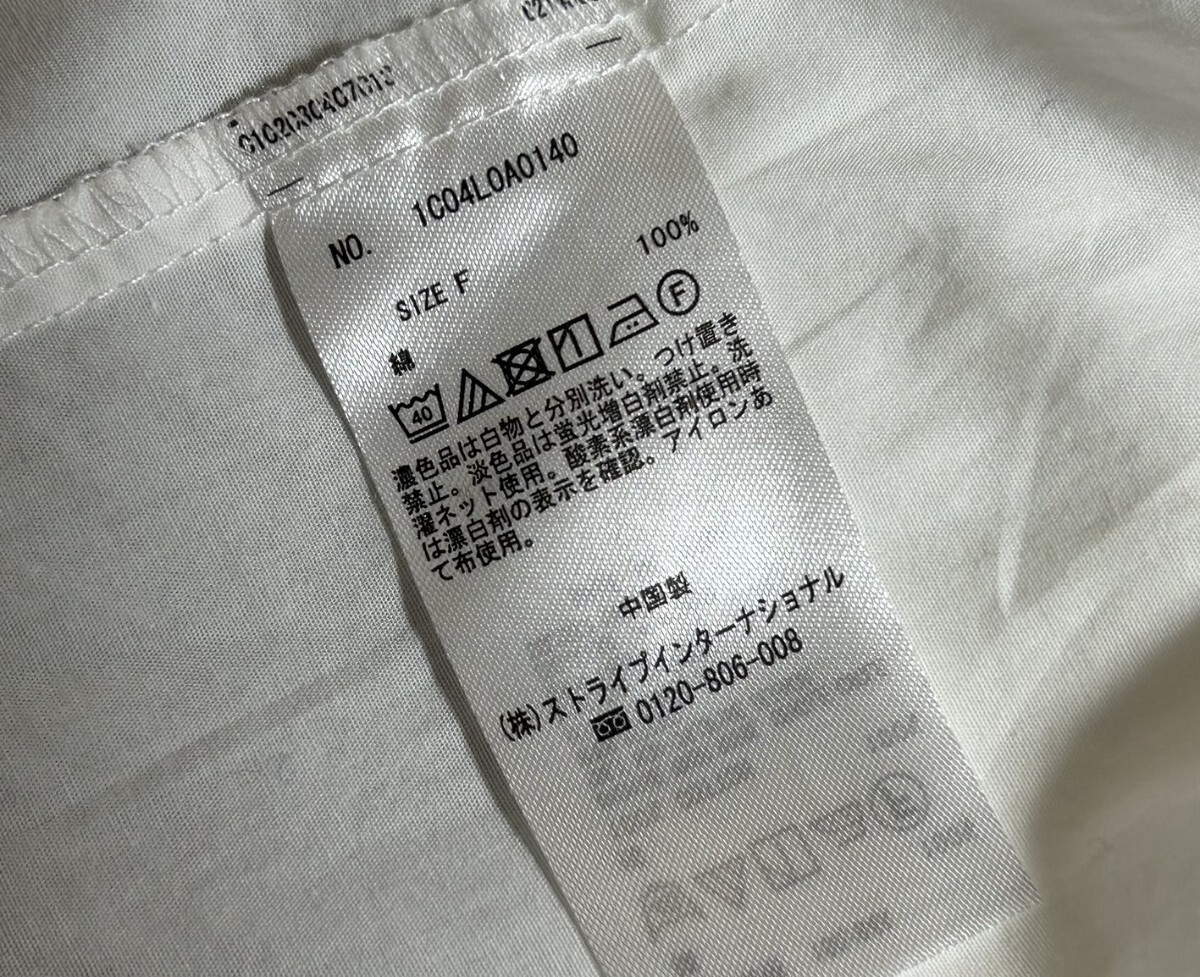 NO. 1C04L0A0140
SIZE F
綿 100%
40
F
濃色品は白物と分別洗い。つけ置き
禁止。淡色品は蛍光増白剤禁止。洗
濯ネット使用。酸素系漂白剤使用時
は漂白剤の表示を確認。アイロンあ
て布使用。
中国製
(株)ストライプインターナショナル
0120-806-008